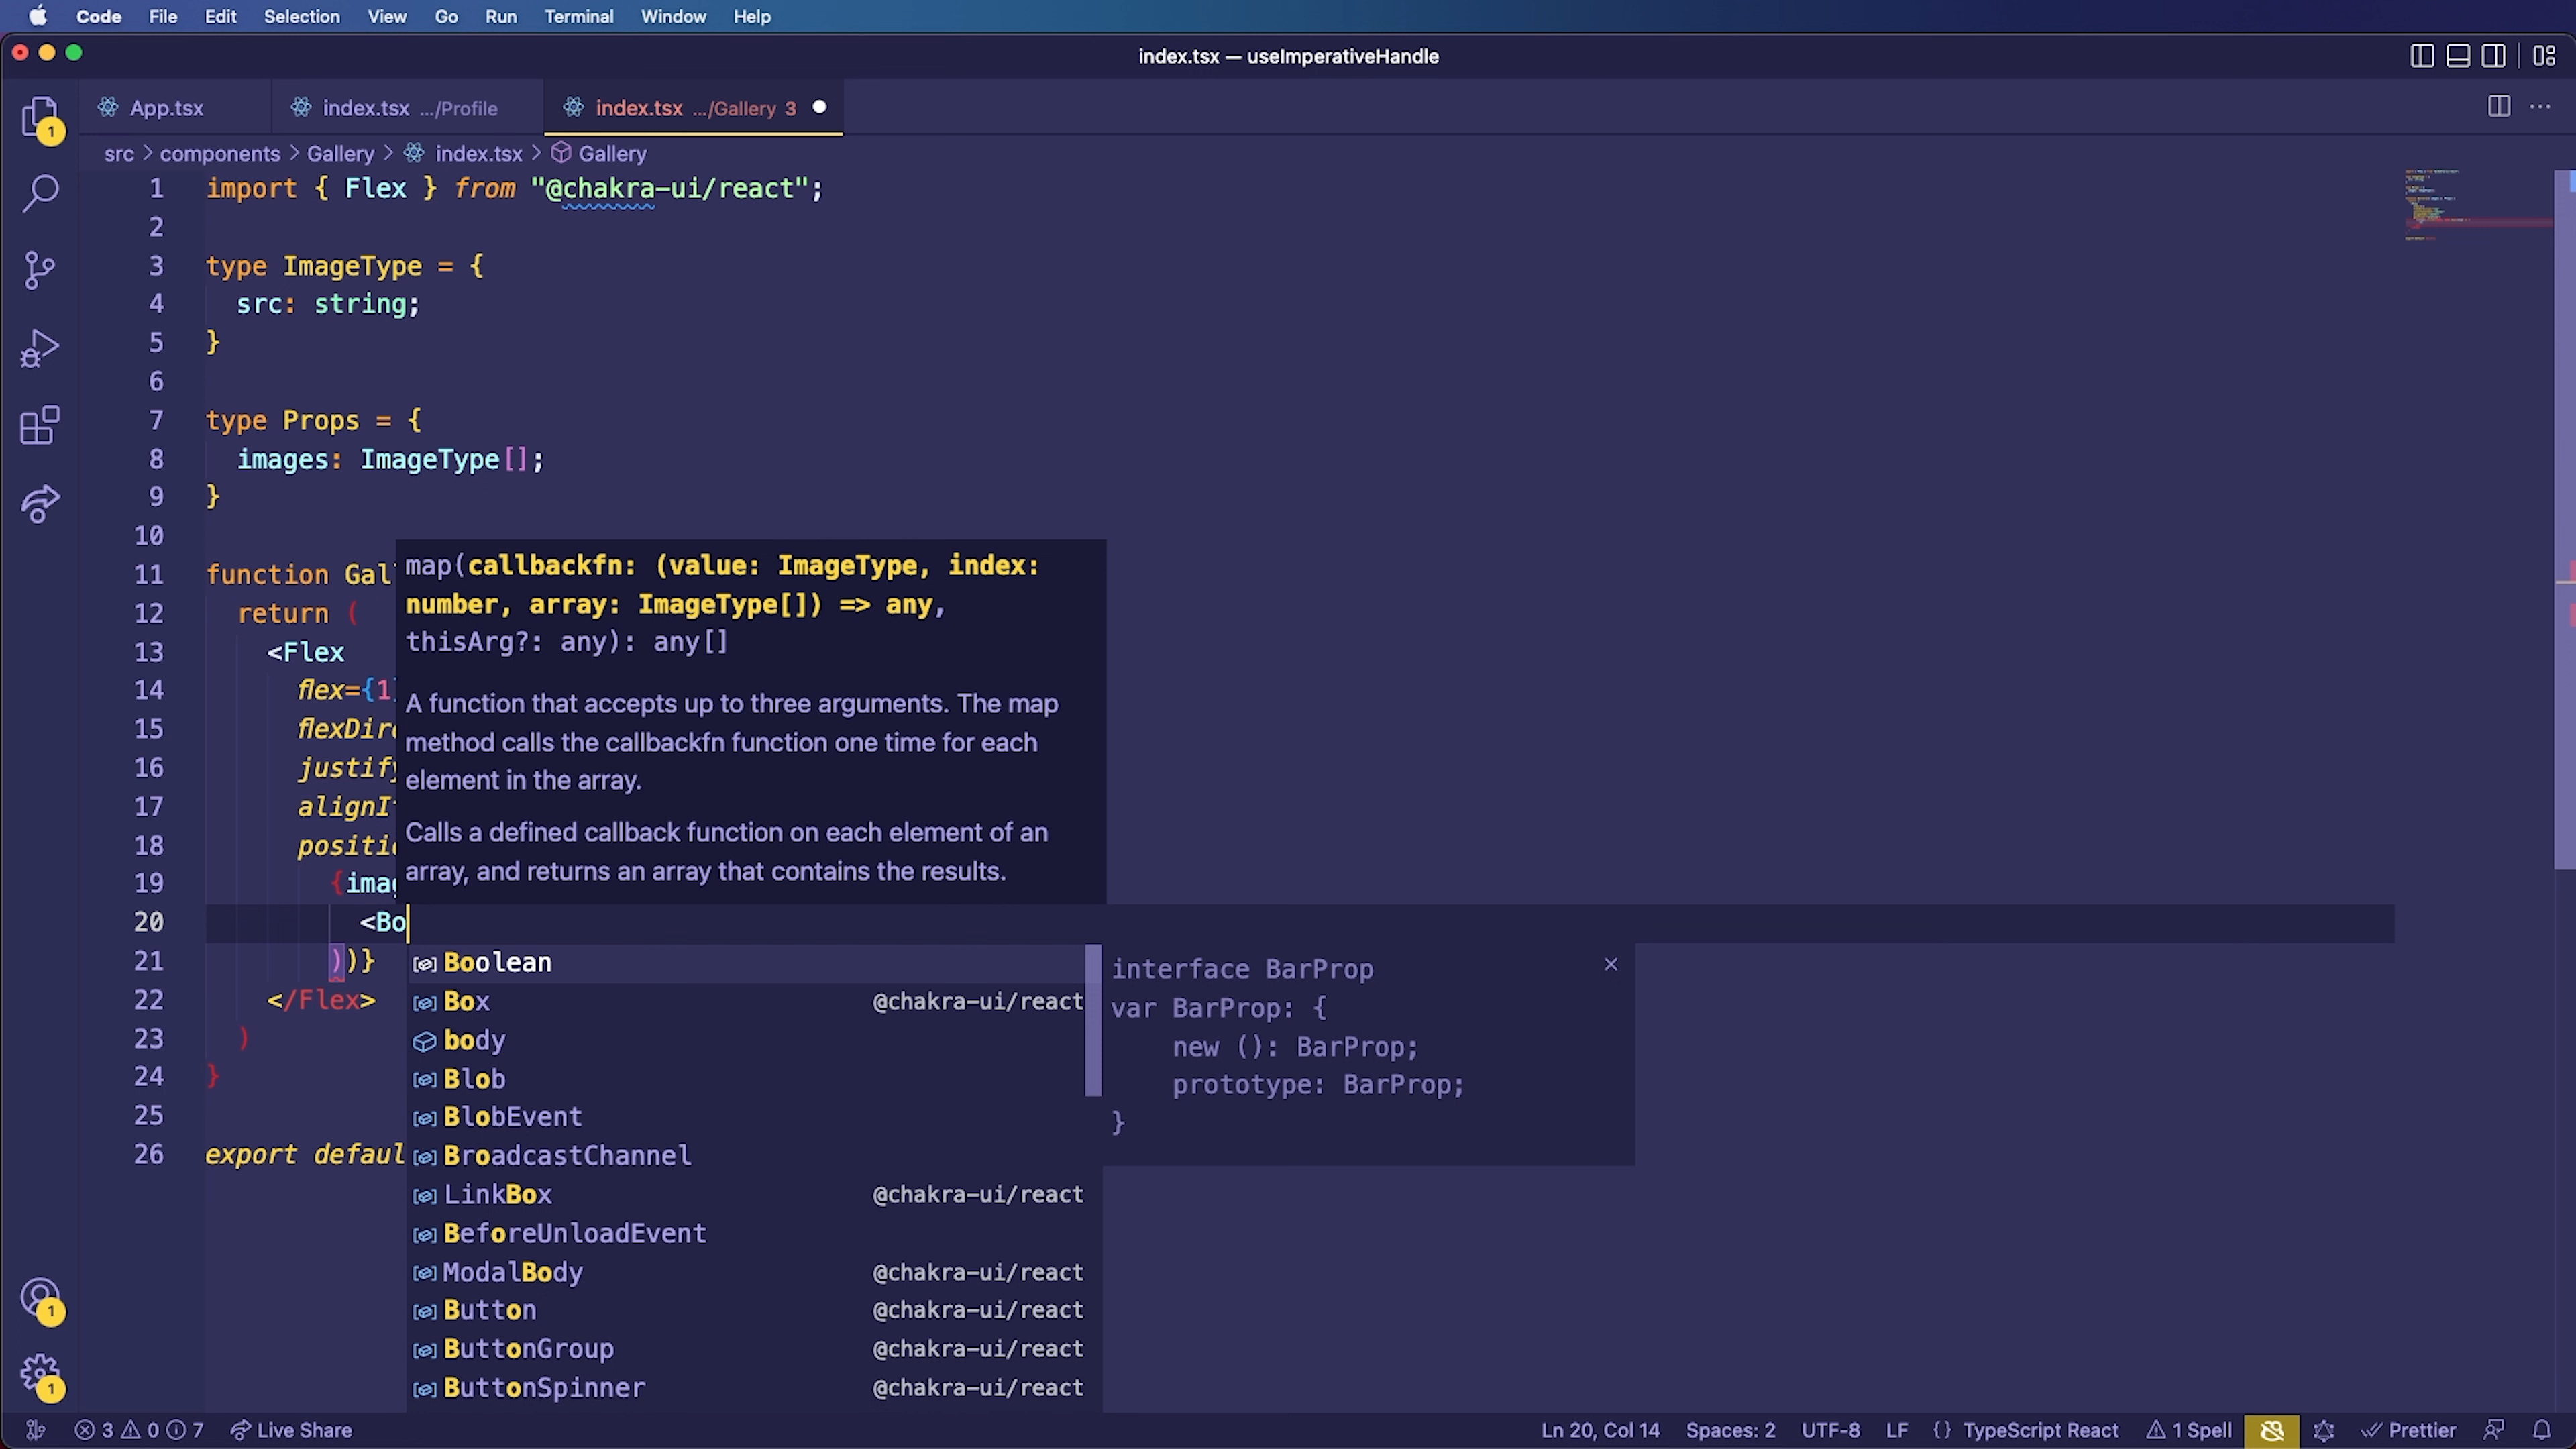 Code File Edit Selection View Go Run Terminal Window Help
index.tsx — useImperativeHandle
App.tsx index.tsx .../Profile index.tsx .../Gallery 3
src > components > Gallery > index.tsx > Gallery
1 import { Flex } from "@chakra-ui/react";
2
3 type ImageType = {
4 src: string;
5 }
6
7 type Props = {
8 images: ImageType[];
9 }
10
11 function Gal
12 return (
13 <Flex
14 flex={1
15 flexDire
16 justify
17 alignI
18 positi
19 {imag
20 <Bo
21 ))}
22 </Flex>
23 )
24 }
25
26 export defaul
map(callbackfn: (value: ImageType, index:
number, array: ImageType[]) => any,
thisArg?: any): any[]
A function that accepts up to three arguments. The map
method calls the callbackfn function one time for each
element in the array.
Calls a defined callback function on each element of an
array, and returns an array that contains the results.
Boolean
Box @chakra-ui/react
body
Blob
BlobEvent
BroadcastChannel
LinkBox @chakra-ui/react
BeforeUnloadEvent
ModalBody @chakra-ui/react
Button @chakra-ui/react
ButtonGroup @chakra-ui/react
ButtonSpinner @chakra-ui/react
interface BarProp
var BarProp: {
new (): BarProp;
prototype: BarProp;
}
1
1
1
3 0 7 Live Share Ln 20, Col 14 Spaces: 2 UTF-8 LF {} TypeScript React 1 Spell Prettier